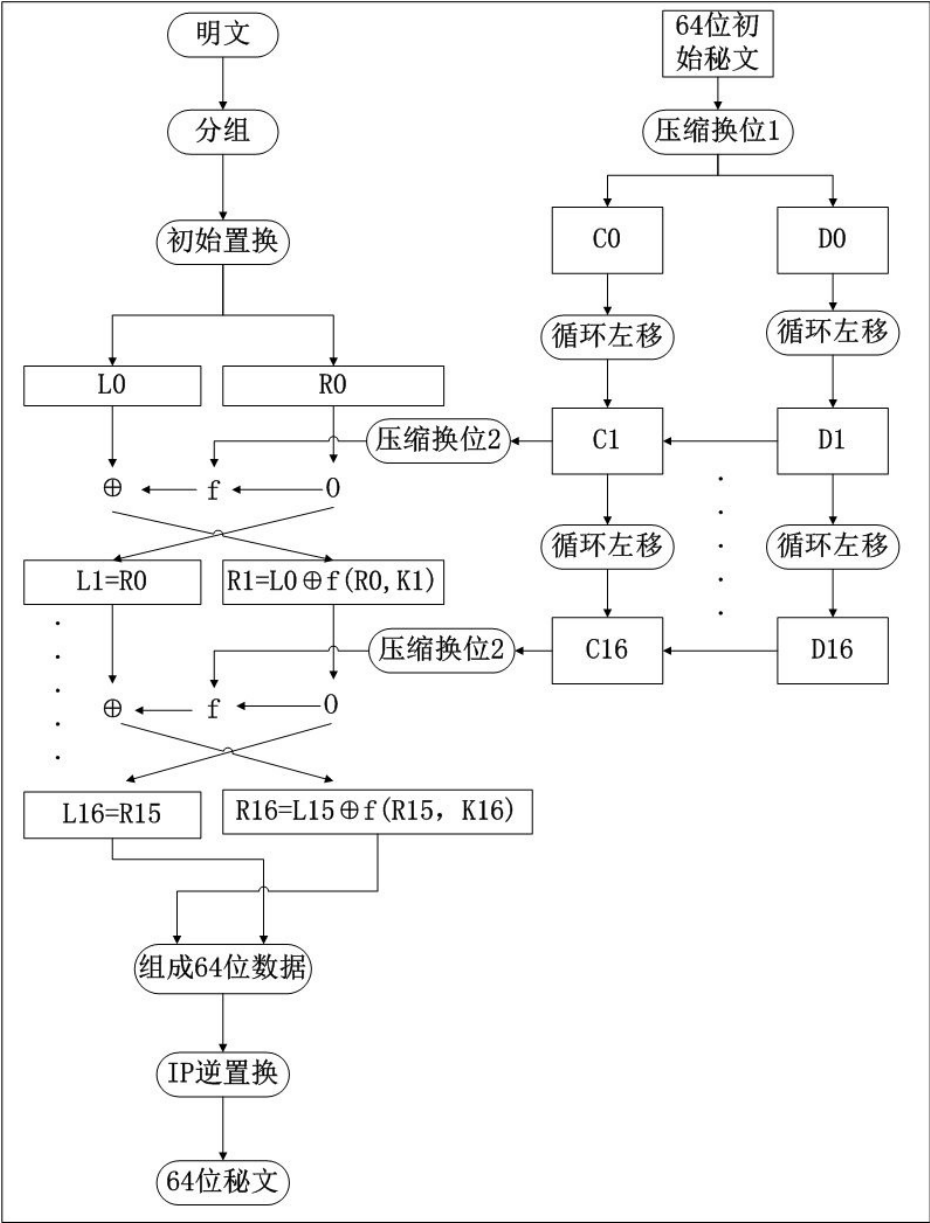 明文
64位初
始秘文
分组
压缩换位1
初始置换
C0
D0
循环左移
循环左移
L0
R0
压缩换位2
C1
D1
⊕
f
O
循环左移
循环左移
L1=R0
R1=L0⊕f(R0,K1)
压缩换位2
C16
D16
⊕
f
O
L16=R15
R16=L15⊕f(R15, K16)
组成64位数据
IP逆置换
64位秘文